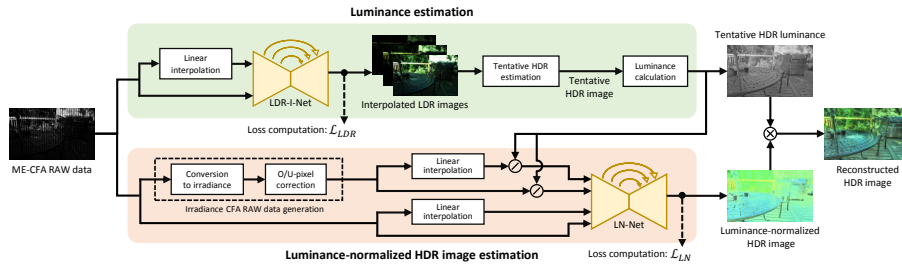 Luminance estimation
Linear
interpolation
LDR-I-Net
Interpolated LDR images
Tentative HDR
estimation
Tentative
HDR image
Luminance
calculation
Tentative HDR luminance
Loss computation: ℒ_LDR
ME-CFA RAW data
Conversion
to irradiance
O/U-pixel
correction
Irradiance CFA RAW data generation
Linear
interpolation
Linear
interpolation
LN-Net
Loss computation: ℒ_LN
Luminance-normalized HDR image estimation
Luminance-normalized
HDR image
Reconstructed
HDR image